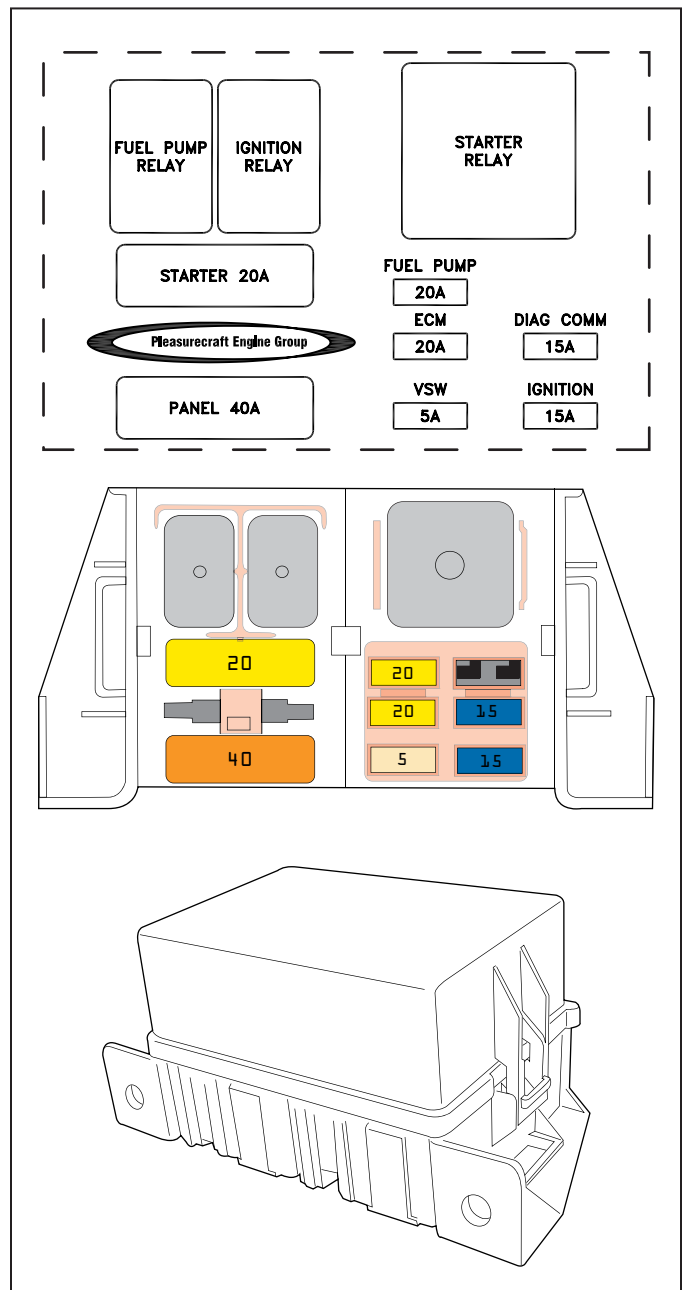 FUEL PUMP
RELAY
IGNITION
RELAY
STARTER
RELAY
STARTER 20A
FUEL PUMP
20A
ECM
20A
DIAG COMM
15A
Pleasurecraft Engine Group
PANEL 40A
VSW
5A
IGNITION
15A
20
20
20
15
40
5
15